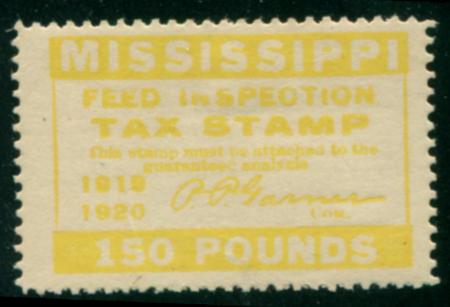 MISSISSIPPI
FEED INSPECTION
TAX STAMP
This stamp must be attached to the
guaranteed analysis
1919
1920
P. P. Garner
Com.
150 POUNDS